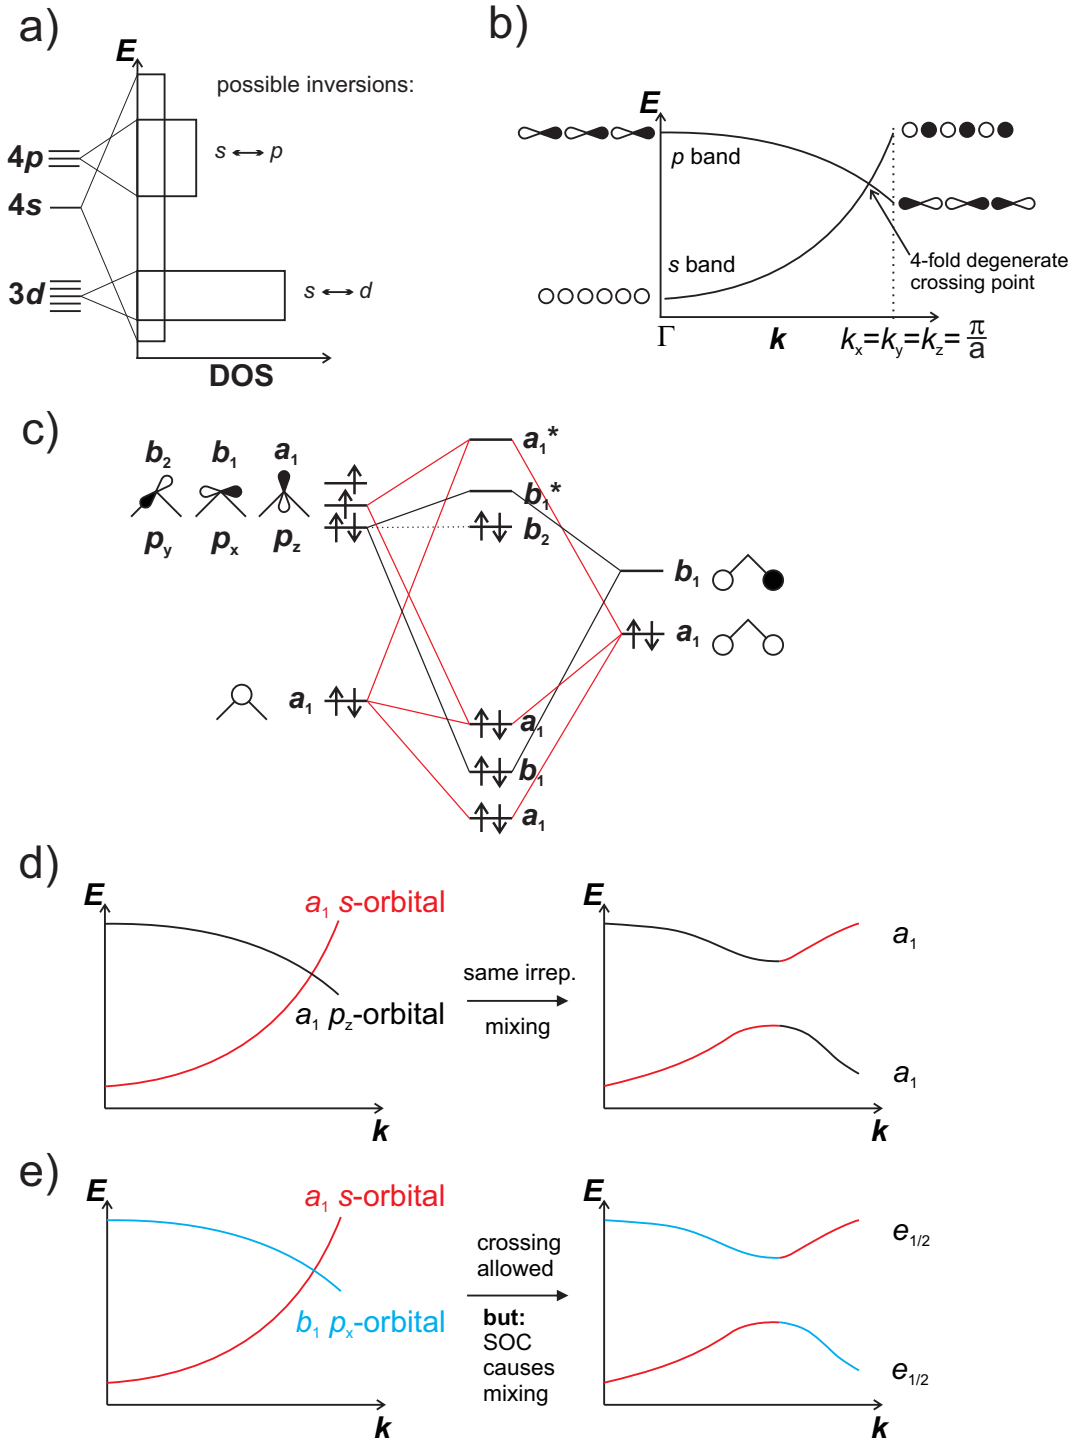 a)
E
possible inversions:
4p
s ↔ p
4s
3d
s ↔ d
DOS
b)
E
p band
s band
4-fold degenerate
crossing point
Γ
k
kx=ky=kz= π/a
c)
b2 b1 a1
py px pz
a1
a1*
b1*
b2
b1
a1
a1
b1
a1
d)
E
a1 s-orbital
a1 pz-orbital
k
same irrep.
mixing
E
a1
a1
k
e)
E
a1 s-orbital
b1 px-orbital
k
crossing
allowed
but:
SOC
causes
mixing
E
e1/2
e1/2
k